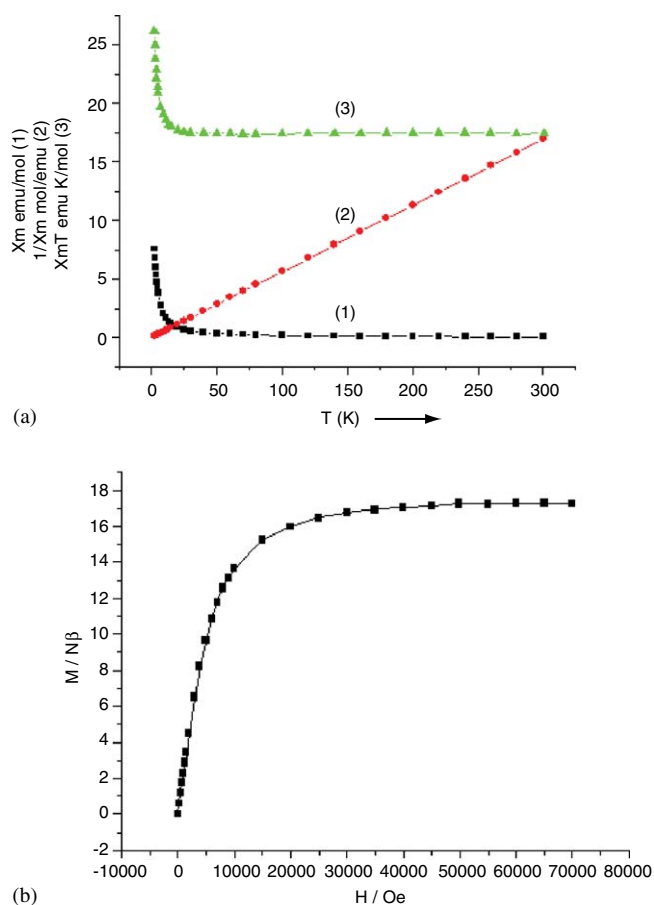 25
20
15
10
5
0
Xm emu/mol (1)
1/Xm mol/emu (2)
XmT emu K/mol (3)
(3)
(2)
(1)
0 50 100 150 200 250 300
T (K)
(a)
18
16
14
12
10
8
6
4
2
0
-2
M / Nβ
-10000 0 10000 20000 30000 40000 50000 60000 70000 80000
H / Oe
(b)